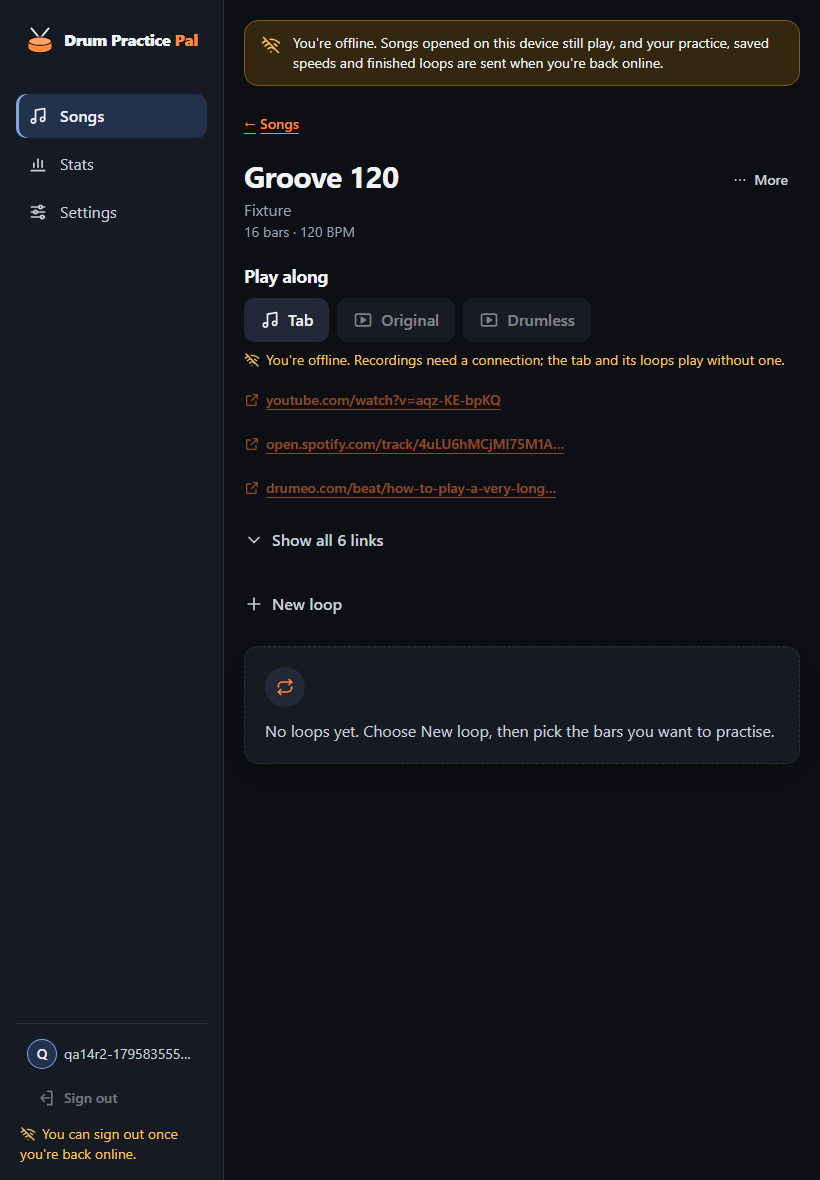 Drum Practice Pal
Songs
Stats
Settings
You're offline. Songs opened on this device still play, and your practice, saved
speeds and finished loops are sent when you're back online.
← Songs
Groove 120
··· More
Fixture
16 bars · 120 BPM
Play along
Tab
Original
Drumless
You're offline. Recordings need a connection; the tab and its loops play without one.
youtube.com/watch?v=aqz-KE-bpKQ
open.spotify.com/track/4uLU6hMCjMI75M1A...
drumeo.com/beat/how-to-play-a-very-long...
Show all 6 links
New loop
No loops yet. Choose New loop, then pick the bars you want to practise.
Q qa14r2-179583555...
Sign out
You can sign out once
you're back online.